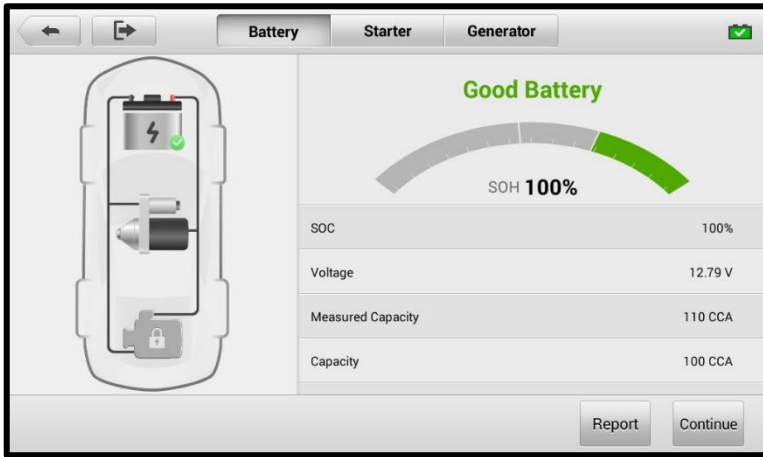 Battery Starter Generator
Good Battery
SOH 100%
SOC 100%
Voltage 12.79 V
Measured Capacity 110 CCA
Capacity 100 CCA
Report Continue